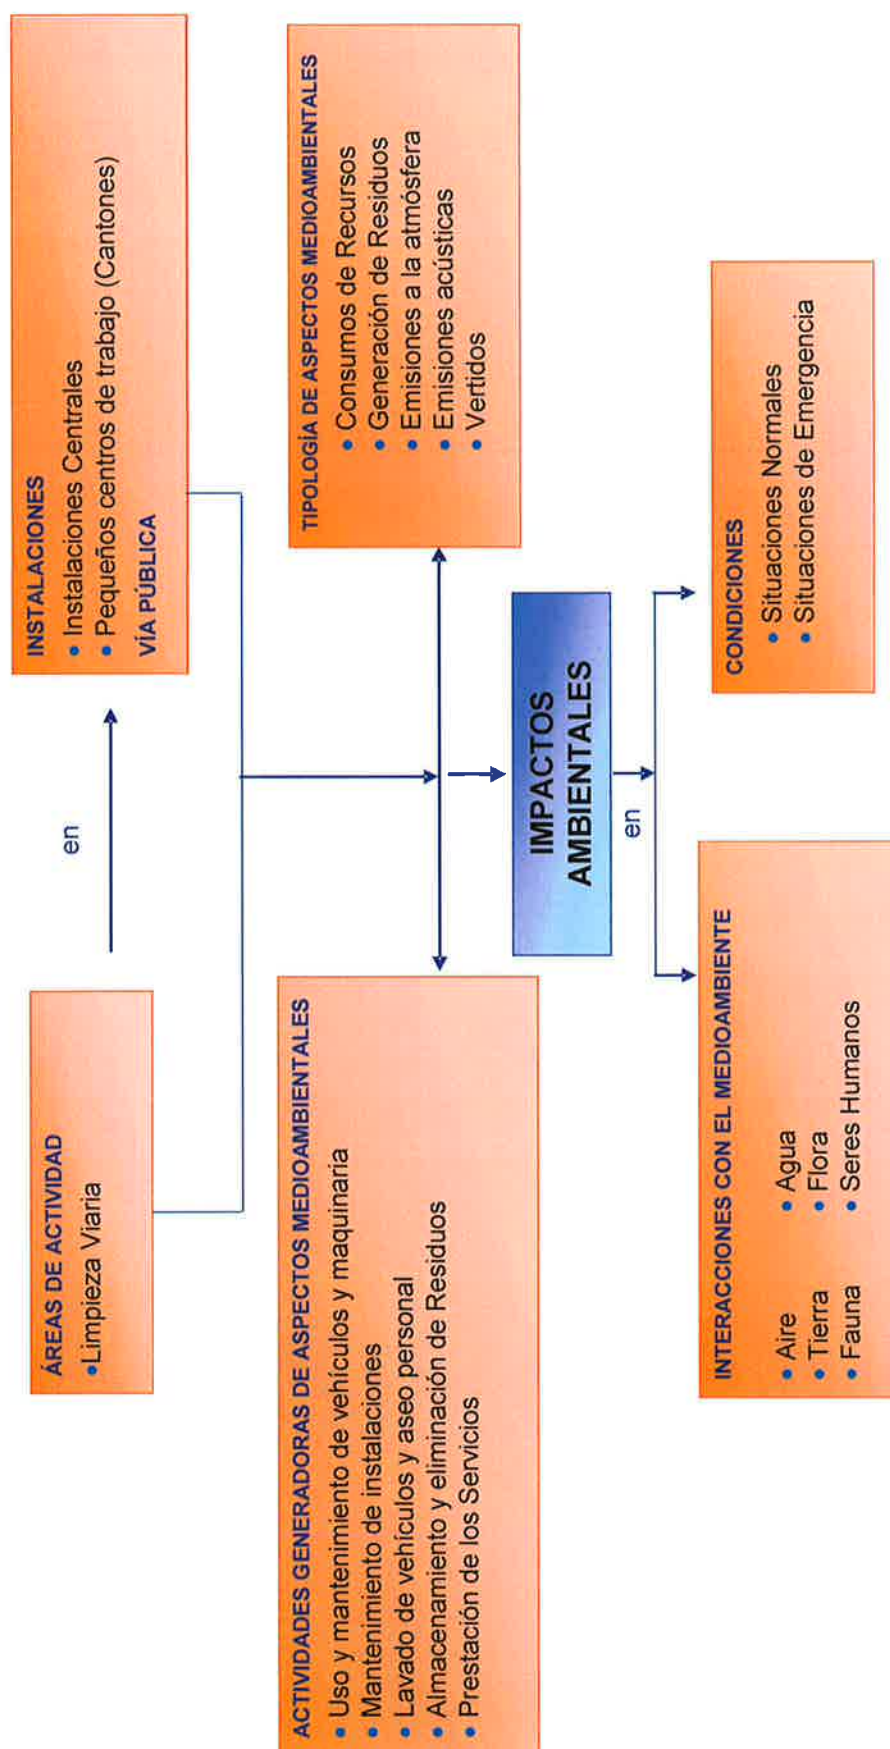 ÁREAS DE ACTIVIDAD
•Limpieza Viaria
en
INSTALACIONES
• Instalaciones Centrales
• Pequeños centros de trabajo (Cantones)
VÍA PÚBLICA
ACTIVIDADES GENERADORAS DE ASPECTOS MEDIOAMBIENTALES
• Uso y mantenimiento de vehículos y maquinaria
• Mantenimiento de instalaciones
• Lavado de vehículos y aseo personal
• Almacenamiento y eliminación de Residuos
• Prestación de los Servicios
TIPOLOGÍA DE ASPECTOS MEDIOAMBIENTALES
• Consumos de Recursos
• Generación de Residuos
• Emisiones a la atmósfera
• Emisiones acústicas
• Vertidos
IMPACTOS
AMBIENTALES
en
INTERACCIONES CON EL MEDIOAMBIENTE
• Aire • Agua
• Tierra • Flora
• Fauna • Seres Humanos
CONDICIONES
• Situaciones Normales
• Situaciones de Emergencia